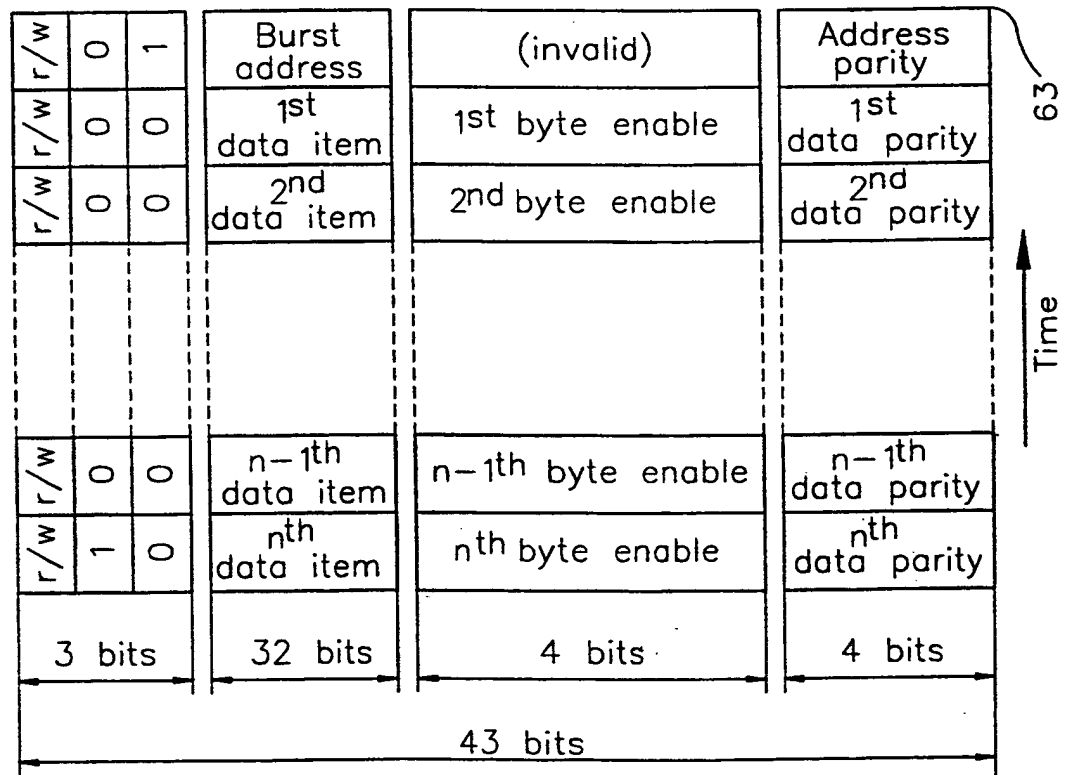 r/w 0 1 Burst address (invalid) Address parity
r/w 0 0 1st data item 1st byte enable 1st data parity
r/w 0 0 2nd data item 2nd byte enable 2nd data parity
63
Time
r/w 0 0 n-1th data item n-1th byte enable n-1th data parity
r/w 1 0 nth data item nth byte enable nth data parity
3 bits 32 bits 4 bits 4 bits
43 bits